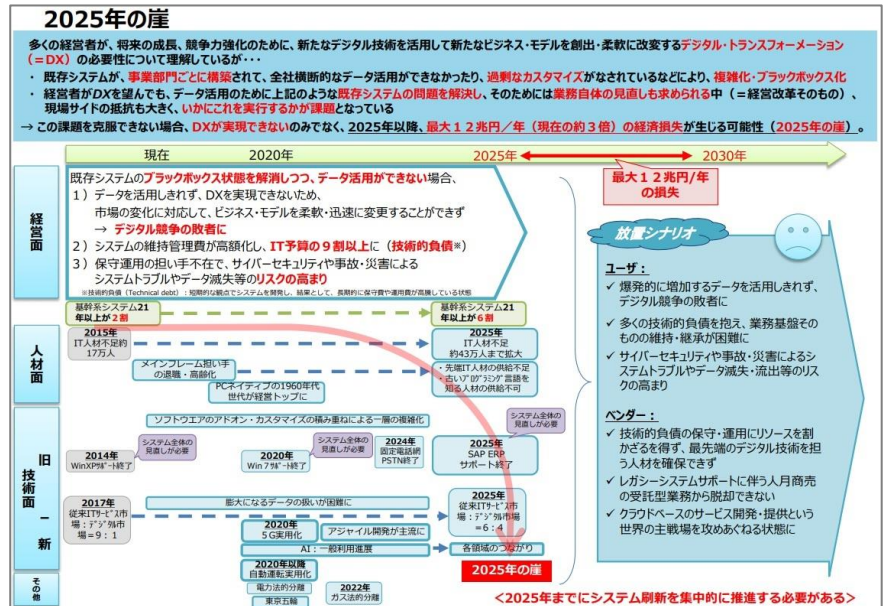 2025年の崖
多くの経営者が、将来の成長、競争力強化のために、新たなデジタル技術を活用して新たなビジネス・モデルを創出・柔軟に改変するデジタル・トランスフォーメーション
(=DX)の必要性について理解しているが・・・
・ 既存システムが、事業部門ごとに構築されて、全社横断的なデータ活用ができなかったり、過剰なカスタマイズがなされているなどにより、複雑化・ブラックボックス化
・ 経営者がDXを望んでも、データ活用のために上記のような既存システムの問題を解決し、そのためには業務自体の見直しも求められる中(=経営改革そのもの)、
現場サイドの抵抗も大きく、いかにこれを実行するかが課題となっている
→ この課題を克服できない場合、DXが実現できないのみでなく、2025年以降、最大12兆円/年(現在の約3倍)の経済損失が生じる可能性(2025年の崖)。
現在
2020年
2025年
2030年
最大12兆円/年
の損失
経営面
既存システムのブラックボックス状態を解消しつつ、データ活用ができない場合、
1)データを活用しきれず、DXを実現できないため、
市場の変化に対応して、ビジネス・モデルを柔軟・迅速に変更することができず
→ デジタル競争の敗者に
2)システムの維持管理費が高額化し、IT予算の9割以上に(技術的負債※)
3)保守運用の担い手不在で、サイバーセキュリティや事故・災害による
システムトラブルやデータ滅失等のリスクの高まり
※技術的負債(Technical debt):短期的な観点でシステムを開発し、結果として、長期的に保守費や運用費が高騰している状態
基幹系システム21
年以上が2割
基幹系システム21
年以上が6割
人材面
2015年
IT人材不足約
17万人
2025年
IT人材不足
約43万人まで拡大
メインフレーム担い手
の退職・高齢化
・先端IT人材の供給不足
・古いプログラミング言語を
知る人材の供給不可
PCネイティブの1960年代
世代が経営トップに
技術面
旧
ー
新
ソフトウエアのアドオン・カスタマイズの積み重ねによる一層の複雑化
システム全体の
見直しが必要
2014年
WinXPサポート終了
システム全体の
見直しが必要
2020年
Win7サポート終了
2024年
固定電話網
PSTN終了
システム全体の
見直しが必要
2025年
SAP ERP
サポート終了
2017年
従来ITサービス市
場:デジタル市場
=9:1
膨大になるデータの扱いが困難に
2025年
従来ITサービス市
場:デジタル市場
=6:4
2020年
5G実用化
アジャイル開発が主流に
AI:一般利用進展
各領域のつながり
2020年以降
自動運転実用化
2025年の崖
その他
電力法的分離
東京五輪
2022年
ガス法的分離
放置シナリオ
ユーザ:
✓ 爆発的に増加するデータを活用しきれず、
デジタル競争の敗者に
✓ 多くの技術的負債を抱え、業務基盤そ
のものの維持・継承が困難に
✓ サイバーセキュリティや事故・災害によるシ
ステムトラブルやデータ滅失・流出等のリス
クの高まり
ベンダー:
✓ 技術的負債の保守・運用にリソースを割
かざるを得ず、最先端のデジタル技術を担
う人材を確保できず
✓ レガシーシステムサポートに伴う人月商売
の受託型業務から脱却できない
✓ クラウドベースのサービス開発・提供という
世界の主戦場を攻めあぐねる状態に
<2025年までにシステム刷新を集中的に推進する必要がある>